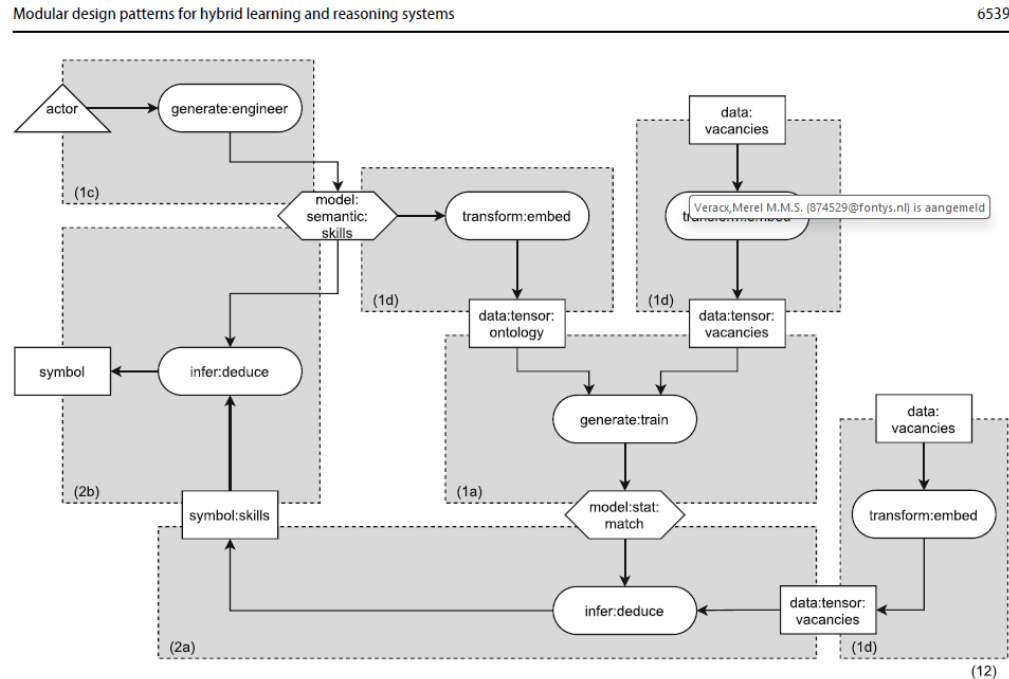 Modular design patterns for hybrid learning and reasoning systems
6539
actor
generate:engineer
(1c)
model:
semantic:
skills
transform:embed
(1d)
data:tensor:
ontology
data:
vacancies
Veracx,Merel M.M.S. (874529@fontys.nl) is aangemeld
(1d)
data:tensor:
vacancies
symbol
infer:deduce
(2b)
generate:train
(1a)
data:
vacancies
transform:embed
symbol:skills
model:stat:
match
infer:deduce
data:tensor:
vacancies
(2a)
(1d)
(12)